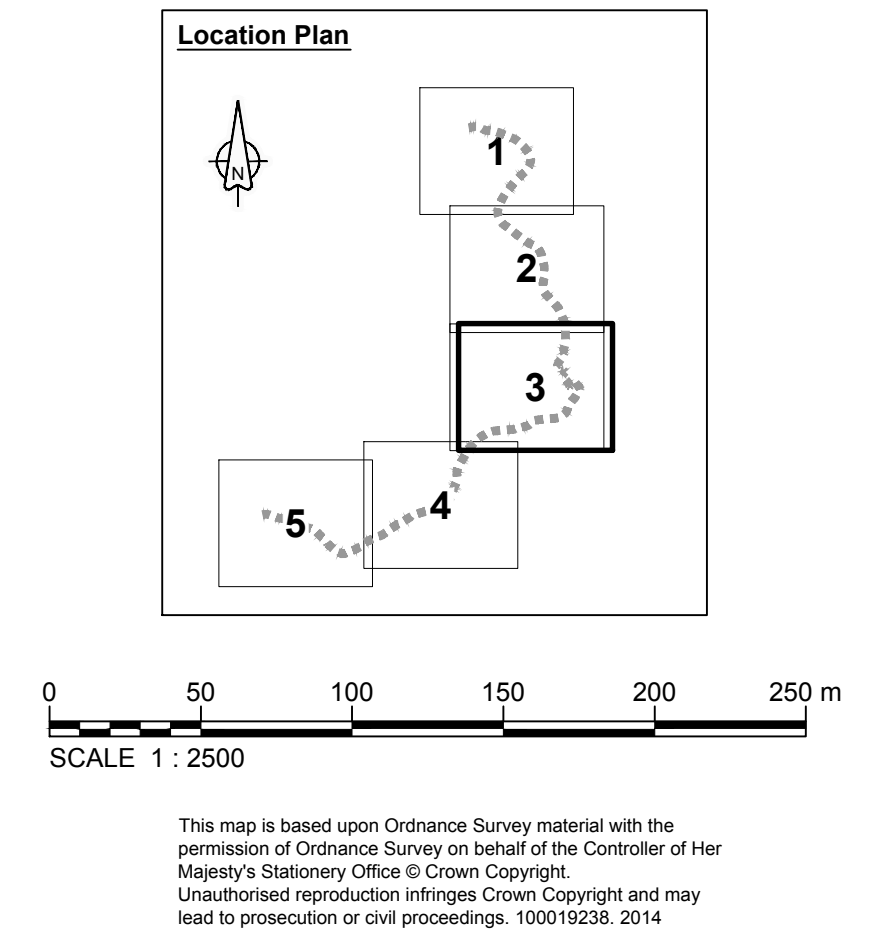 Location Plan
N
1
2
3
4
5
0 50 100 150 200 250 m
SCALE 1 : 2500
This map is based upon Ordnance Survey material with the
permission of Ordnance Survey on behalf of the Controller of Her
Majesty's Stationery Office © Crown Copyright.
Unauthorised reproduction infringes Crown Copyright and may
lead to prosecution or civil proceedings. 100019238. 2014